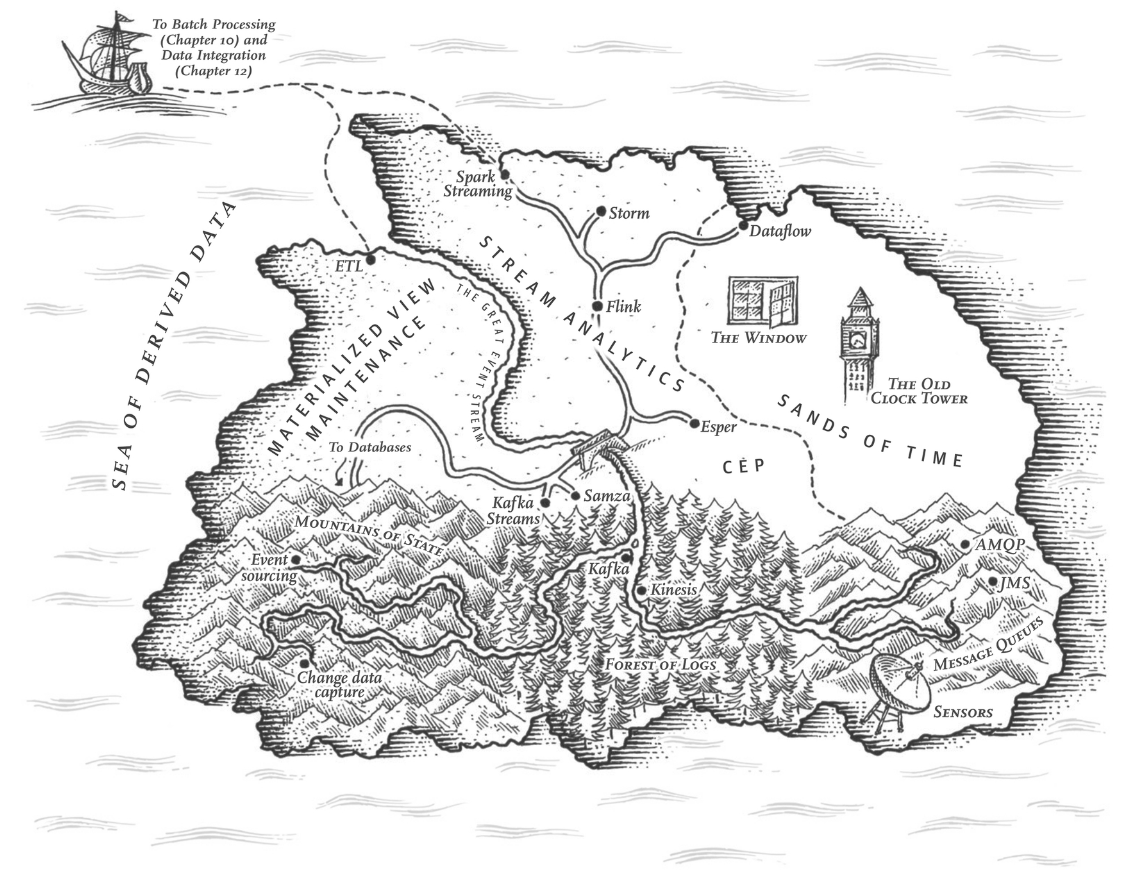 To Batch Processing
(Chapter 10) and
Data Integration
(Chapter 12)
Spark
Streaming
Storm
Dataflow
ETL
SEA OF DERIVED DATA
STREAM ANALYTICS
MATERIALIZED VIEW
MAINTENANCE
THE GREAT EVENT STREAM
Flink
THE WINDOW
THE OLD
CLOCK TOWER
SANDS OF TIME
Esper
CEP
To Databases
Kafka
Streams
Samza
MOUNTAINS OF STATE
Event
sourcing
Kafka
Kinesis
AMQP
JMS
MESSAGE QUEUES
FOREST OF LOGS
Change data
capture
SENSORS